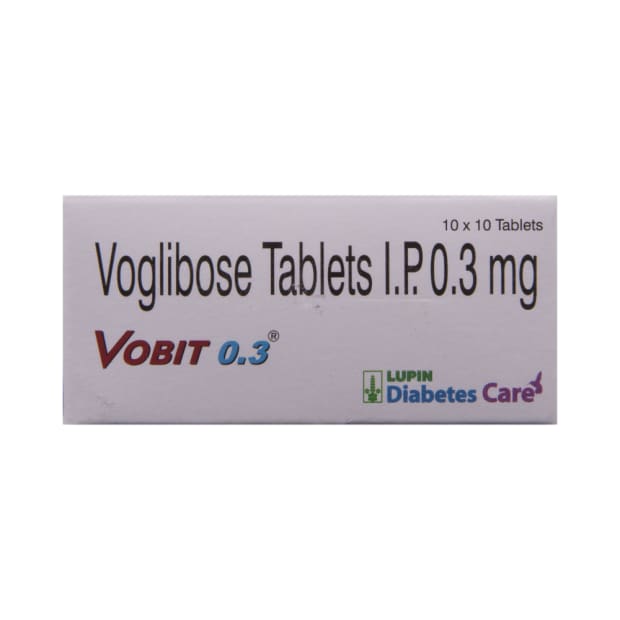 10 x 10 Tablets
Voglibose Tablets I.P. 0.3 mg
VOBIT 0.3®
LUPIN
Diabetes Care